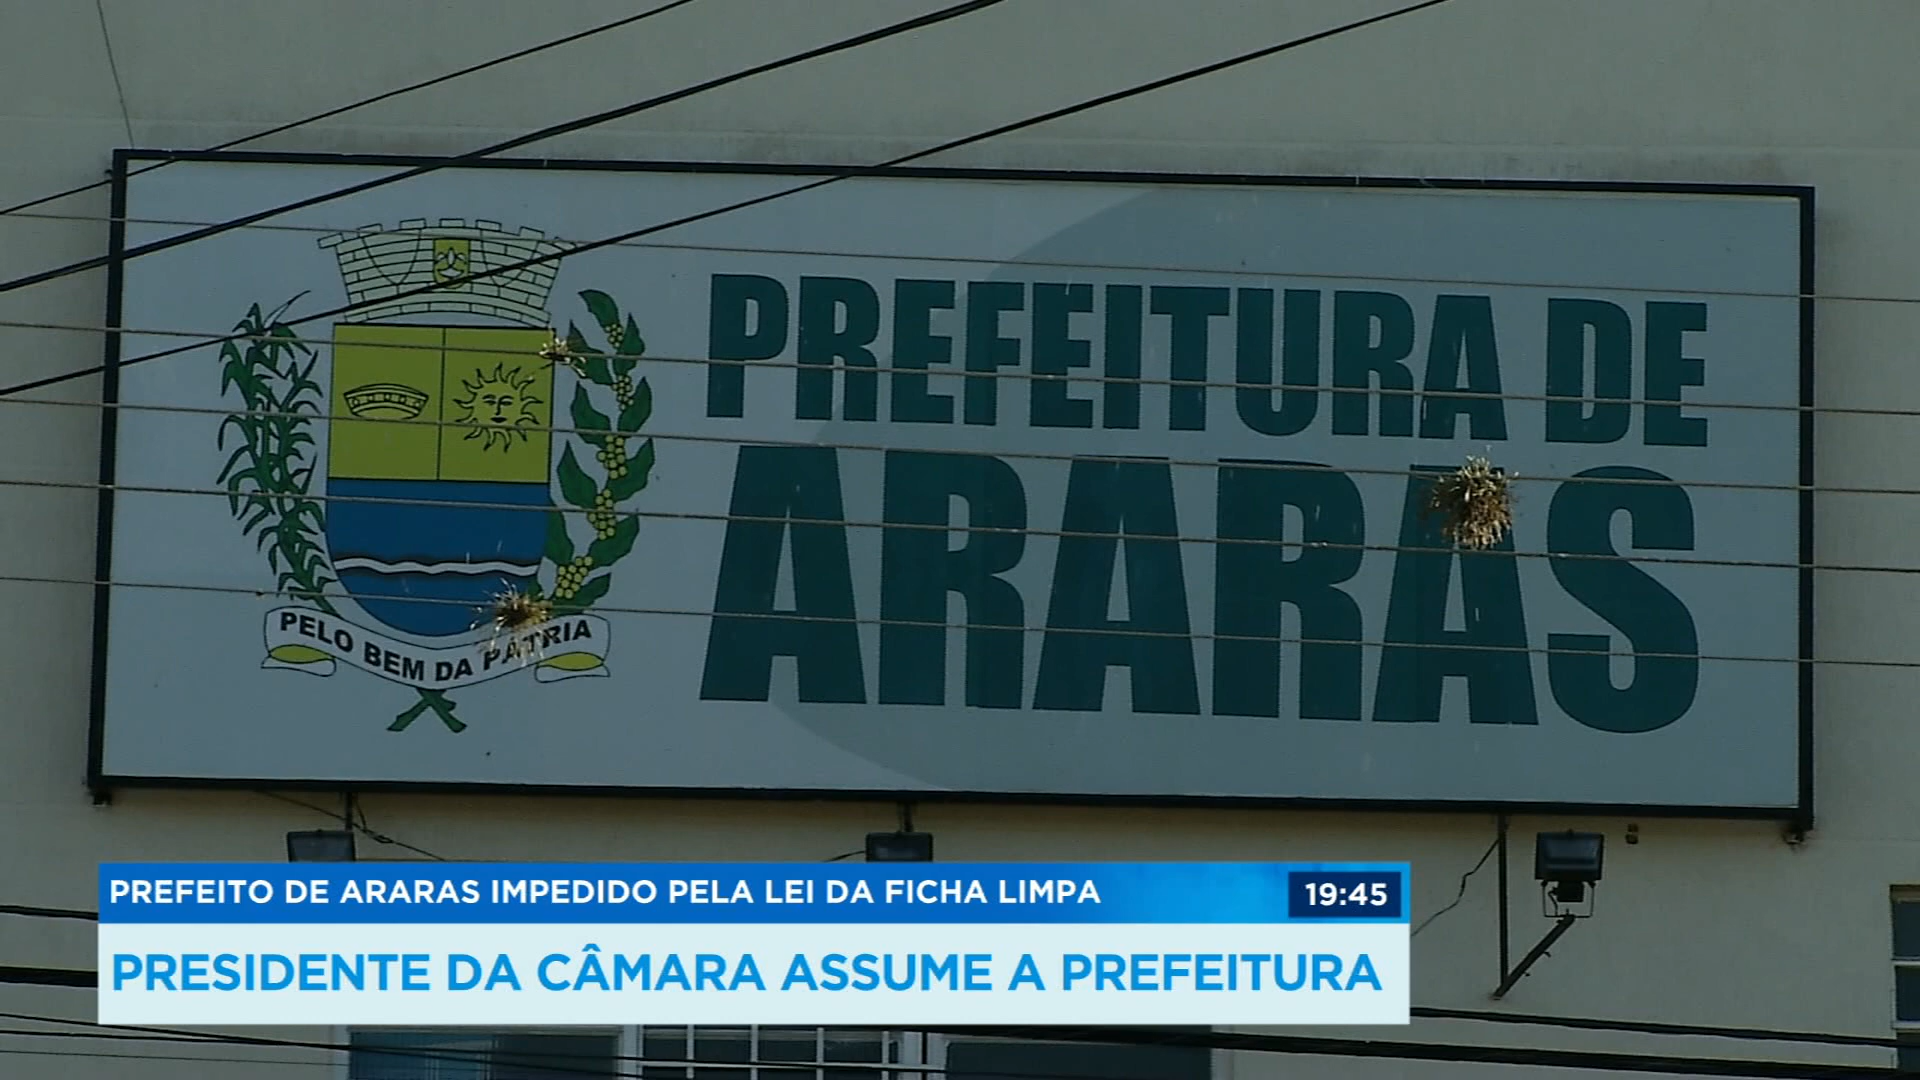 PREFEITURA DE
ARARAS
PELO BEM DA PÁTRIA
PREFEITO DE ARARAS IMPEDIDO PELA LEI DA FICHA LIMPA
19:45
PRESIDENTE DA CÂMARA ASSUME A PREFEITURA